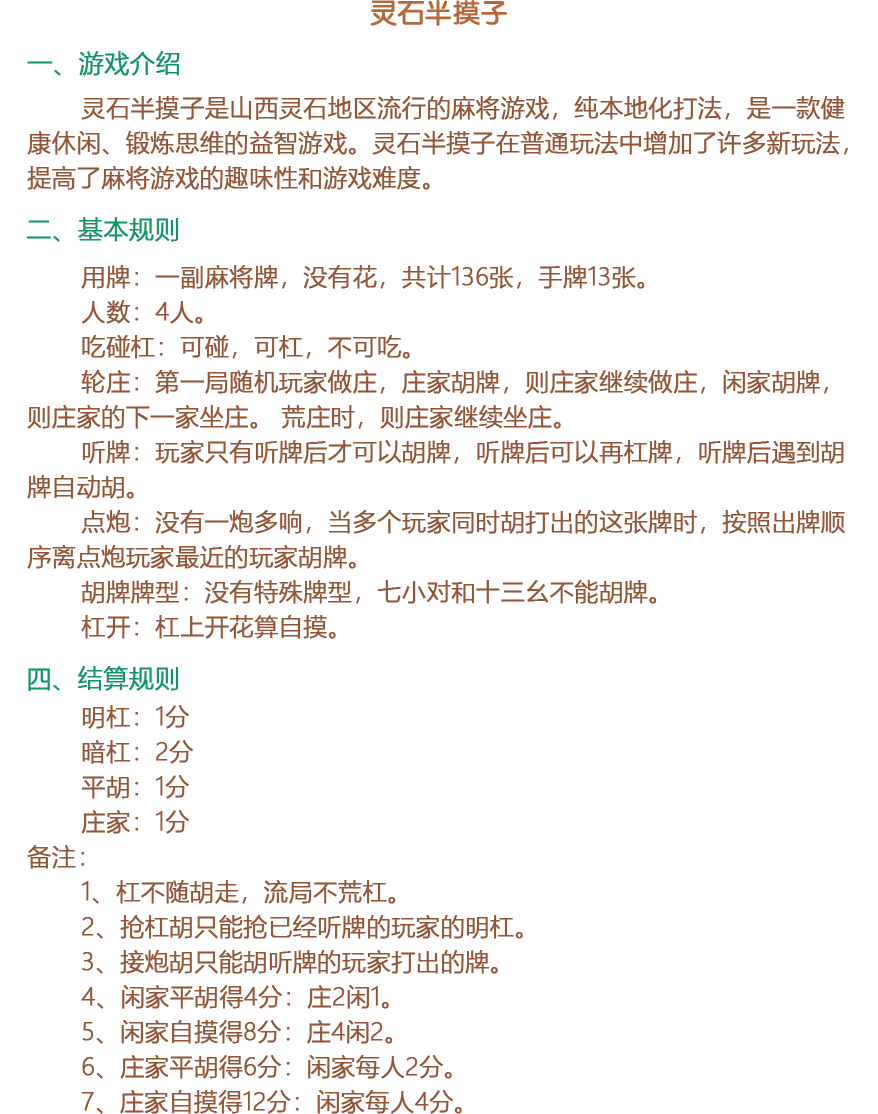 灵石半摸子
一、游戏介绍
灵石半摸子是山西灵石地区流行的麻将游戏，纯本地化打法，是一款健
康休闲、锻炼思维的益智游戏。灵石半摸子在普通玩法中增加了许多新玩法，
提高了麻将游戏的趣味性和游戏难度。
二、基本规则
用牌：一副麻将牌，没有花，共计136张，手牌13张。
人数：4人。
吃碰杠：可碰，可杠，不可吃。
轮庄：第一局随机玩家做庄，庄家胡牌，则庄家继续做庄，闲家胡牌，
则庄家的下一家坐庄。 荒庄时，则庄家继续坐庄。
听牌：玩家只有听牌后才可以胡牌，听牌后可以再杠牌，听牌后遇到胡
牌自动胡。
点炮：没有一炮多响，当多个玩家同时胡打出的这张牌时，按照出牌顺
序离点炮玩家最近的玩家胡牌。
胡牌牌型：没有特殊牌型，七小对和十三幺不能胡牌。
杠开：杠上开花算自摸。
四、结算规则
明杠：1分
暗杠：2分
平胡：1分
庄家：1分
备注：
1、杠不随胡走，流局不荒杠。
2、抢杠胡只能抢已经听牌的玩家的明杠。
3、接炮胡只能胡听牌的玩家打出的牌。
4、闲家平胡得4分：庄2闲1。
5、闲家自摸得8分：庄4闲2。
6、庄家平胡得6分：闲家每人2分。
7、庄家自摸得12分：闲家每人4分。